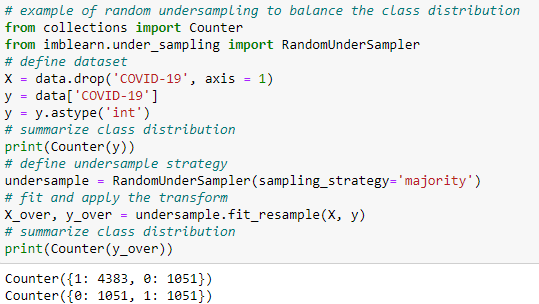 # example of random undersampling to balance the class distribution
from collections import Counter
from imblearn.under_sampling import RandomUnderSampler
# define dataset
X = data.drop('COVID-19', axis = 1)
y = data['COVID-19']
y = y.astype('int')
# summarize class distribution
print(Counter(y))
# define undersample strategy
undersample = RandomUnderSampler(sampling_strategy='majority')
# fit and apply the transform
X_over, y_over = undersample.fit_resample(X, y)
# summarize class distribution
print(Counter(y_over))
Counter({1: 4383, 0: 1051})
Counter({0: 1051, 1: 1051})